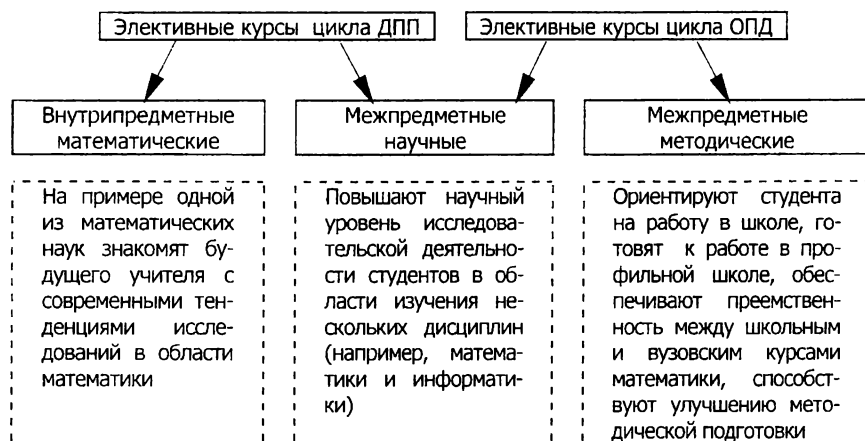 Элективные курсы цикла ДПП
Элективные курсы цикла ОПД
Внутрипредметные
математические
Межпредметные
научные
Межпредметные
методические
На примере одной
из математических
наук знакомят бу-
дущего учителя с
современными тен-
денциями иссле-
дований в области
математики
Повышают научный
уровень исследова-
тельской деятельно-
сти студентов в об-
ласти изучения не-
скольких дисциплин
(например, матема-
тики и информати-
ки)
Ориентируют студента
на работу в школе, го-
товят к работе в про-
фильной школе, обес-
печивают преемствен-
ность между школьным
и вузовским курсами
математики, способст-
вуют улучшению мето-
дической подготовки